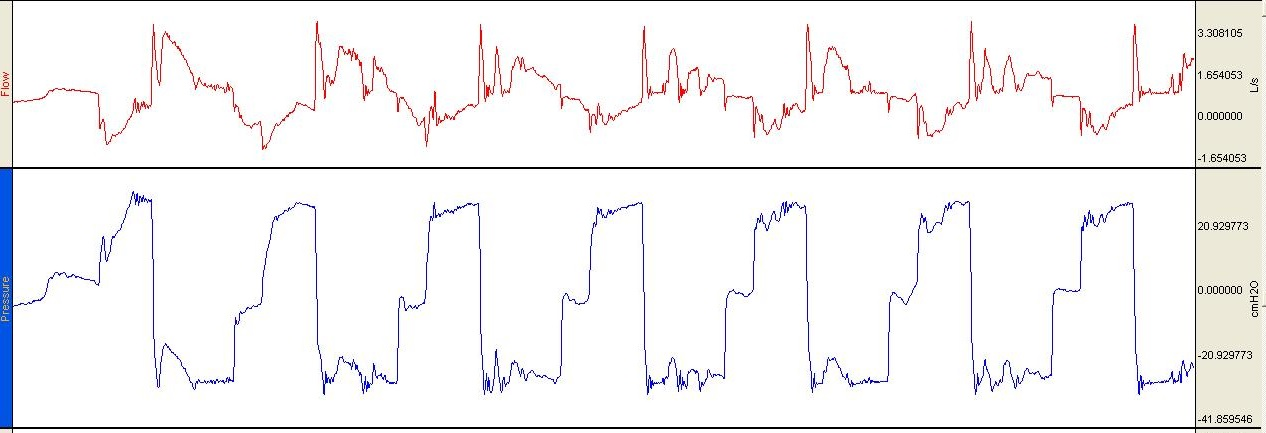 Flow
3.308105
1.654053
0.000000
-1.654053
L/s
Pressure
20.929773
0.000000
-20.929773
-41.859546
cmH2O